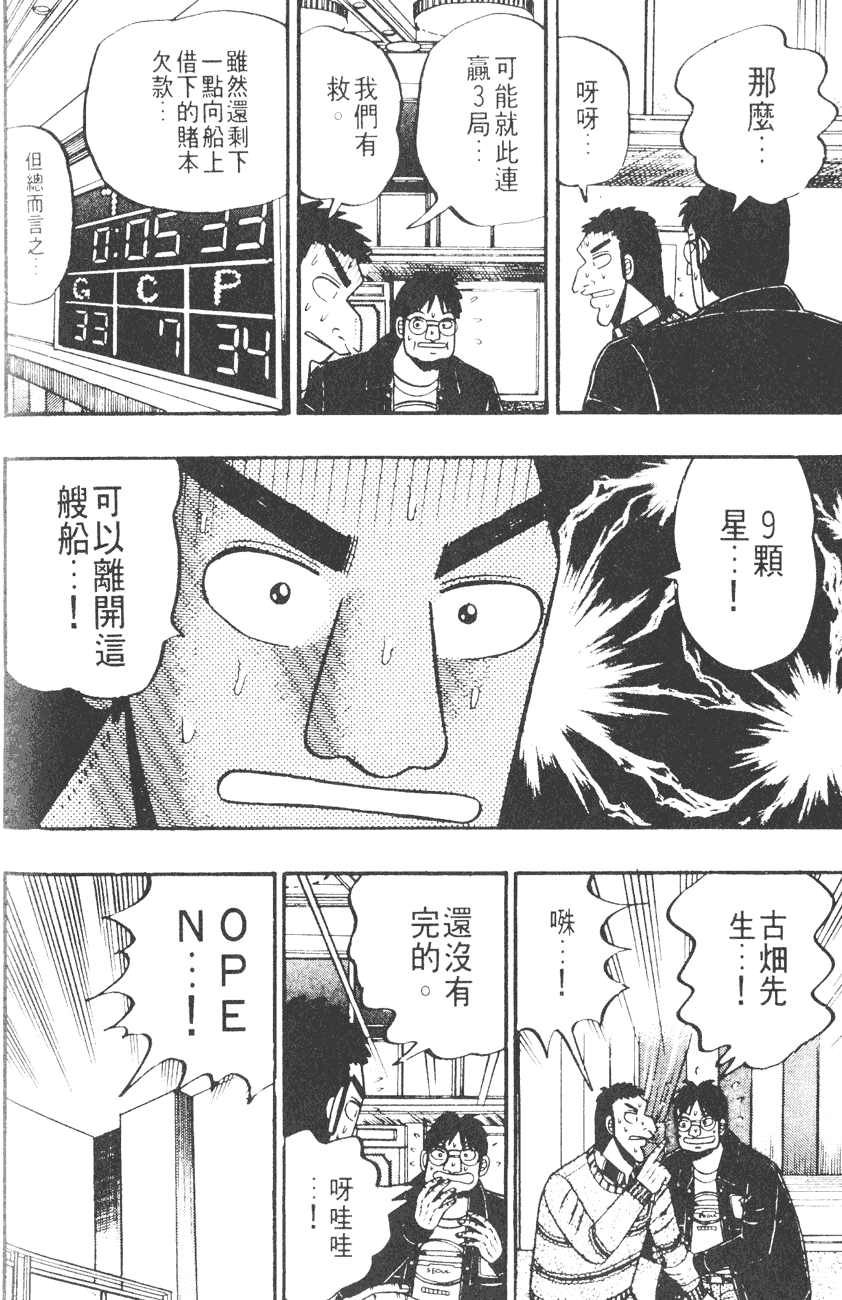 那麼…
呀呀…
可能就此連
贏3局…
我們有
救。
雖然還剩下
一點向船上
借下的賭本
欠款…
但總而言之…
0:05 33
G C P
33 7 34
9顆
星…！
可以離開這
艘船…！
古畑先
生…！
咻…！
還沒有
完的。
呀哇哇
…！
OPE
N…！
SEOUL